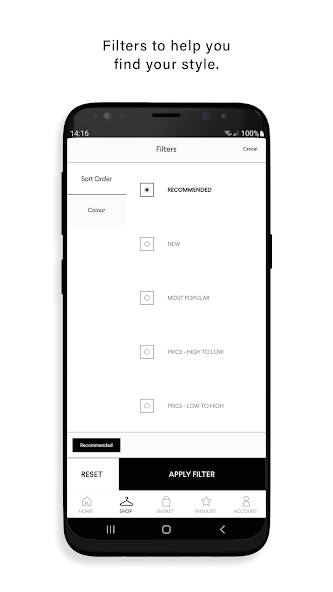 Filters to help you
find your style.
14:16
100%
Filters
Cancel
Sort Order
RECOMMENDED
Colour
NEW
MOST POPULAR
PRICE - HIGH TO LOW
PRICE - LOW TO HIGH
Recommended
RESET
APPLY FILTER
HOME
SHOP
BASKET
WISHLIST
ACCOUNT